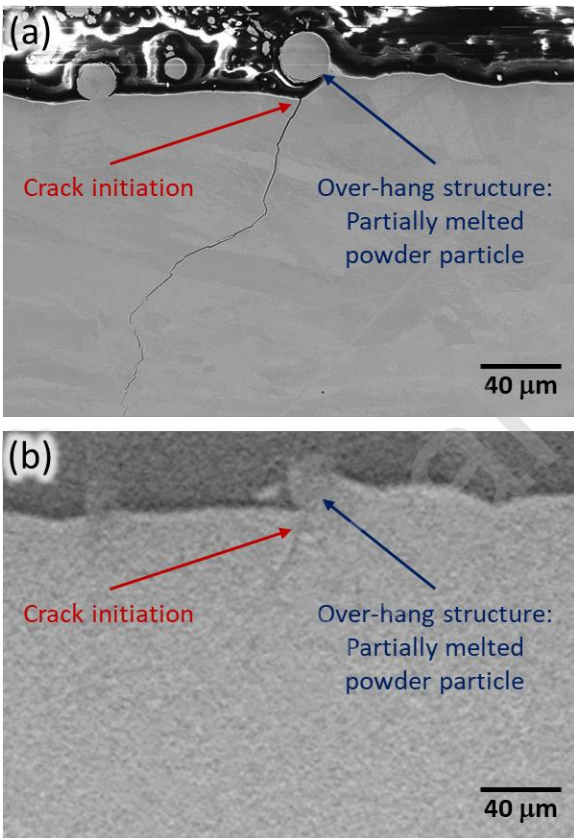 (a)
Crack initiation
Over-hang structure:
Partially melted
powder particle
40 μm
(b)
Crack initiation
Over-hang structure:
Partially melted
powder particle
40 μm